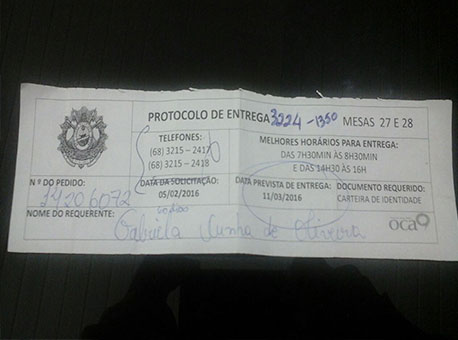 PROTOCOLO DE ENTREGA 3224-1350 MESAS 27 E 28
TELEFONES:
(68) 3215 – 2417
(68) 3215 – 2418
MELHORES HORÁRIOS PARA ENTREGA:
DAS 7H30MIN ÀS 8H30MIN
E DAS 14H30 ÀS 16H
Nº DO PEDIDO:
14206072
DATA DA SOLICITAÇÃO:
05/02/2016
DATA PREVISTA DE ENTREGA:
11/03/2016
DOCUMENTO REQUERIDO:
CARTEIRA DE IDENTIDADE
NOME DO REQUERENTE:
Gabriela de Oliveira
oca